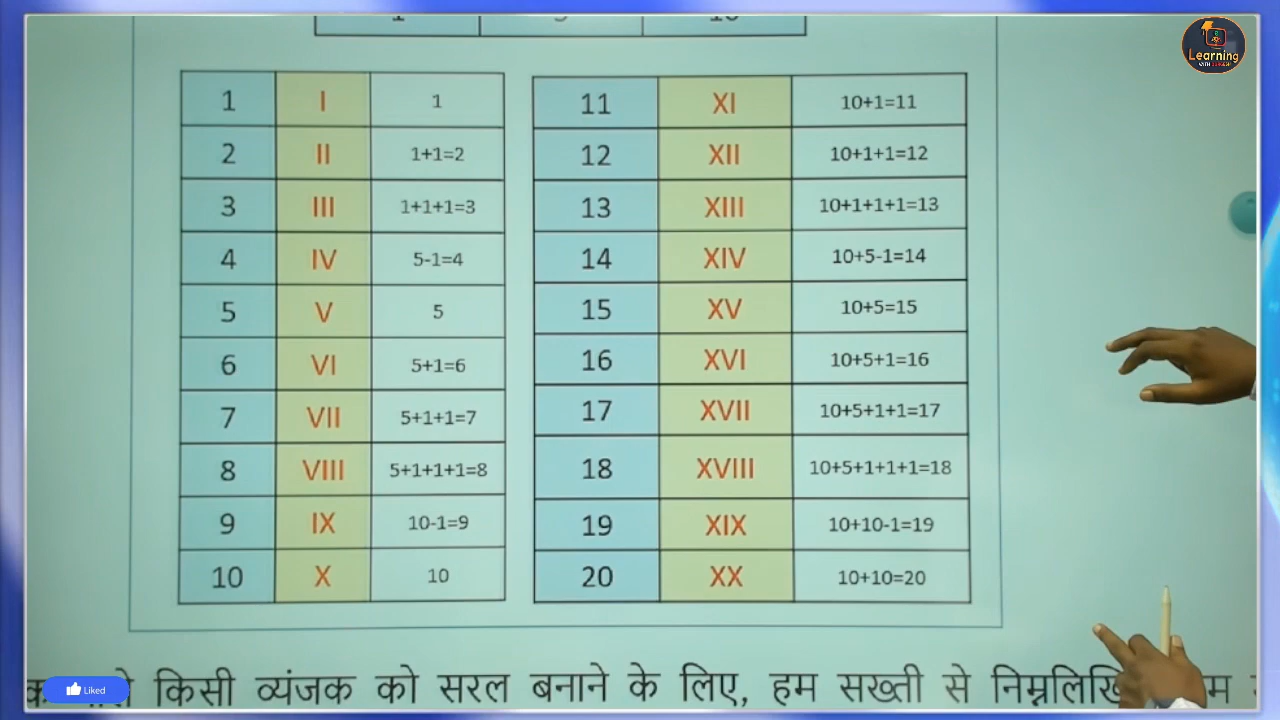 1 I 1
2 II 1+1=2
3 III 1+1+1=3
4 IV 5-1=4
5 V 5
6 VI 5+1=6
7 VII 5+1+1=7
8 VIII 5+1+1+1=8
9 IX 10-1=9
10 X 10
11 XI 10+1=11
12 XII 10+1+1=12
13 XIII 10+1+1+1=13
14 XIV 10+5-1=14
15 XV 10+5=15
16 XVI 10+5+1=16
17 XVII 10+5+1+1=17
18 XVIII 10+5+1+1+1=18
19 XIX 10+10-1=19
20 XX 10+10=20
किसी व्यंजक को सरल बनाने के लिए, हम सख्ती से
Learning
Liked